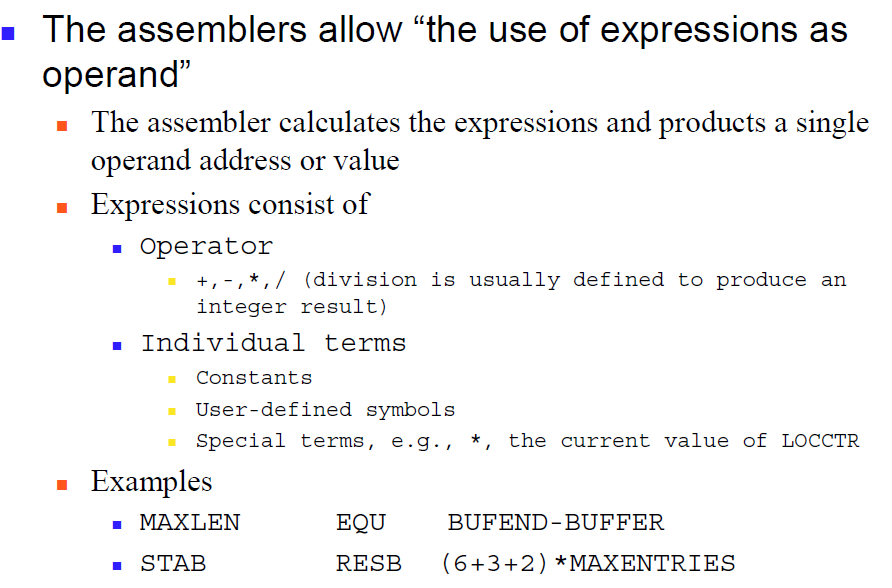 The assemblers allow “the use of expressions as
operand”
The assembler calculates the expressions and products a single
operand address or value
Expressions consist of
Operator
+,-,*,/ (division is usually defined to produce an
integer result)
Individual terms
Constants
User-defined symbols
Special terms, e.g., *, the current value of LOCCTR
Examples
MAXLEN EQU BUFEND-BUFFER
STAB RESB (6+3+2)*MAXENTRIES